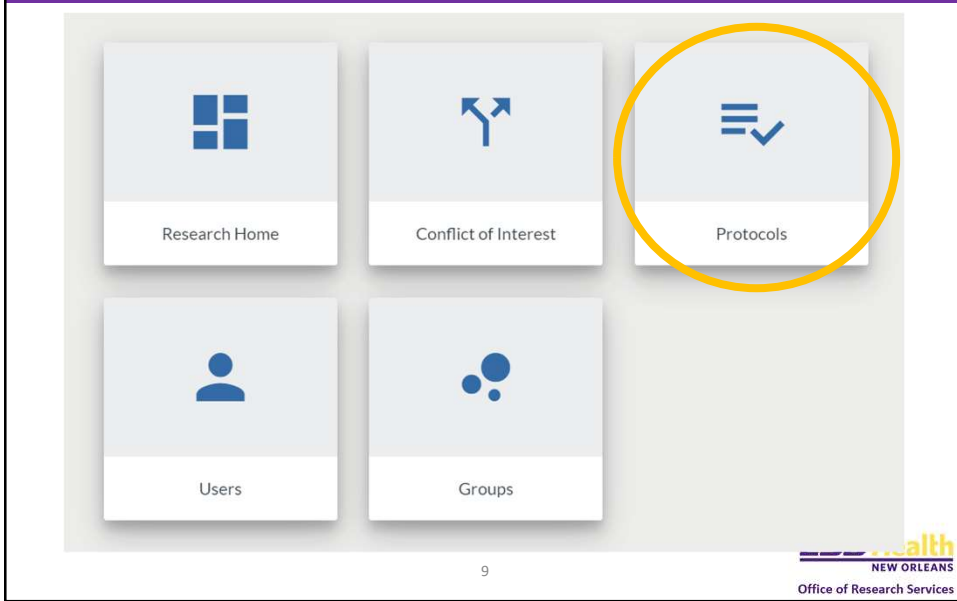 Research Home
Conflict of Interest
Protocols
Users
Groups
9
NEW ORLEANS
Office of Research Services